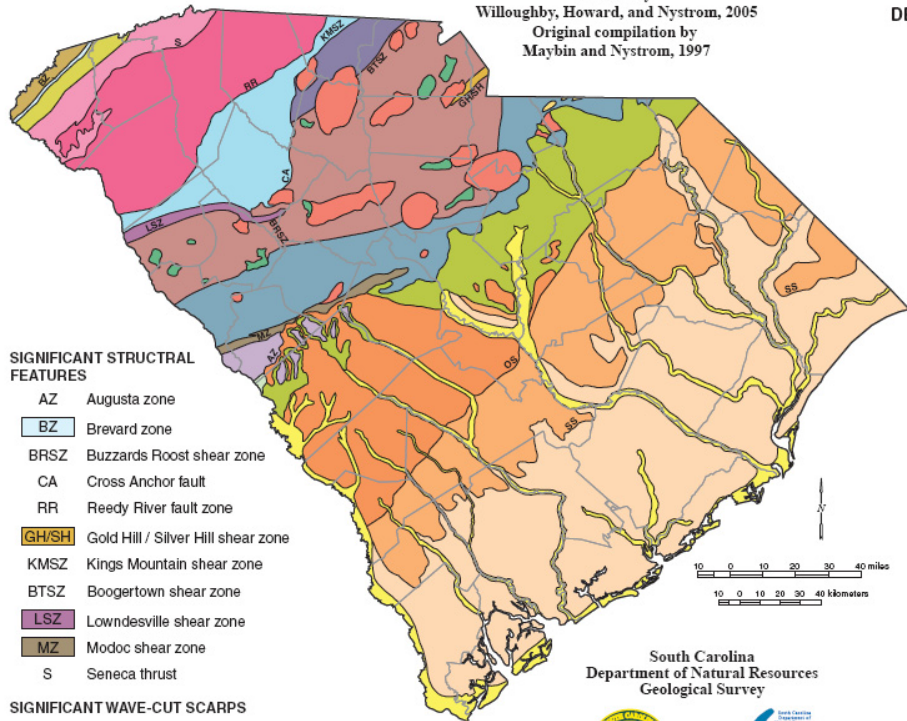 Willoughby, Howard, and Nystrom, 2005
Original compilation by
Maybin and Nystrom, 1997
DE
KMSZ
S
BZ
BTSZ
RR
GH/SH
CA
LSZ
BRSZ
SS
MZ
AZ
OS
SS
SIGNIFICANT STRUCTRAL
FEATURES
AZ Augusta zone
BZ Brevard zone
BRSZ Buzzards Roost shear zone
CA Cross Anchor fault
RR Reedy River fault zone
GH/SH Gold Hill / Silver Hill shear zone
KMSZ Kings Mountain shear zone
BTSZ Boogertown shear zone
LSZ Lowndesville shear zone
MZ Modoc shear zone
S Seneca thrust
SIGNIFICANT WAVE-CUT SCARPS
N
10 0 10 20 30 40 miles
10 0 10 20 30 40 kilometers
South Carolina
Department of Natural Resources
Geological Survey
South Carolina
Department of